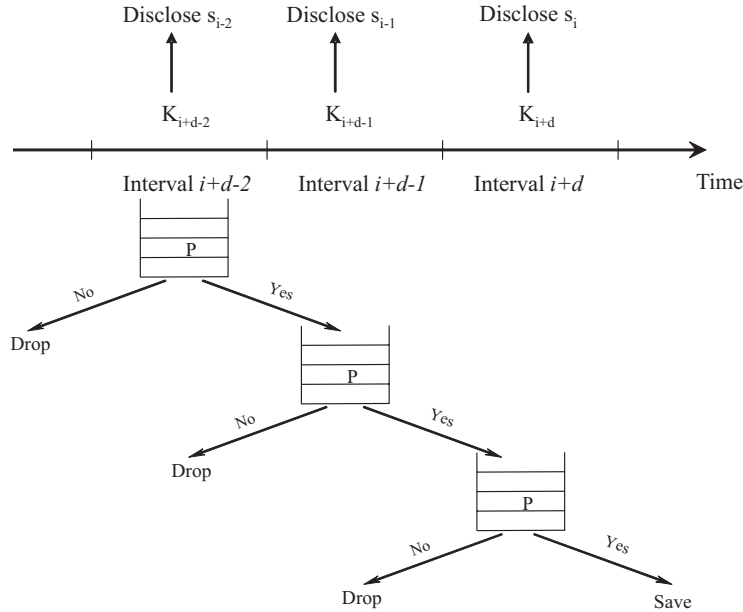 Disclose s_{i-2} Disclose s_{i-1} Disclose s_i
K_{i+d-2} K_{i+d-1} K_{i+d}
Interval i+d-2 Interval i+d-1 Interval i+d Time
P
No Yes
Drop
P
No Yes
Drop
P
No Yes
Drop Save